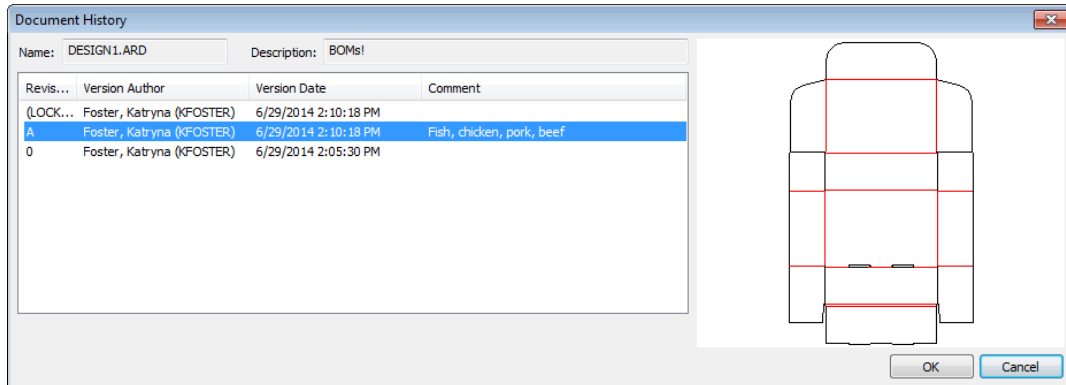 Document History
Name: DESIGN1.ARD Description: BOMs!
Revis... Version Author Version Date Comment
(LOCK... Foster, Katryna (KFOSTER) 6/29/2014 2:10:18 PM
A Foster, Katryna (KFOSTER) 6/29/2014 2:10:18 PM Fish, chicken, pork, beef
0 Foster, Katryna (KFOSTER) 6/29/2014 2:05:30 PM
OK Cancel